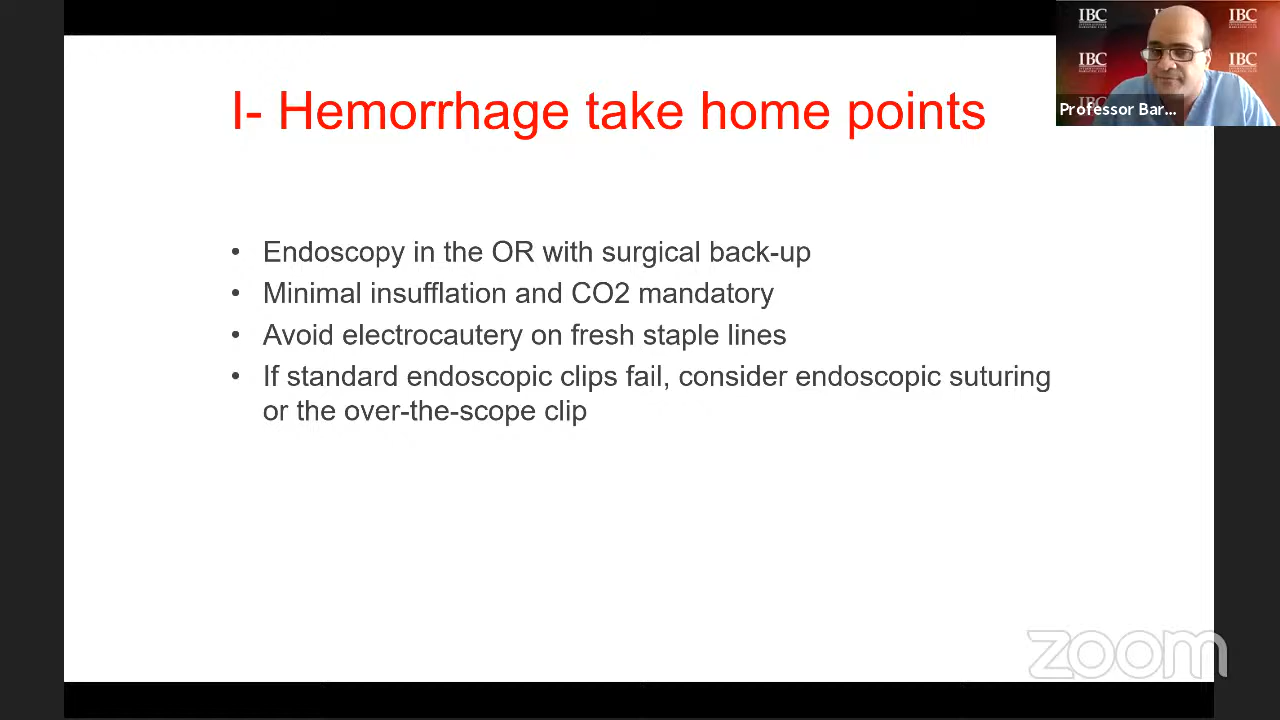 I- Hemorrhage take home points
• Endoscopy in the OR with surgical back-up
• Minimal insufflation and CO2 mandatory
• Avoid electrocautery on fresh staple lines
• If standard endoscopic clips fail, consider endoscopic suturing
or the over-the-scope clip
IBC
IBC
IBC
IBC
IBC
Professor Bar...
zoom